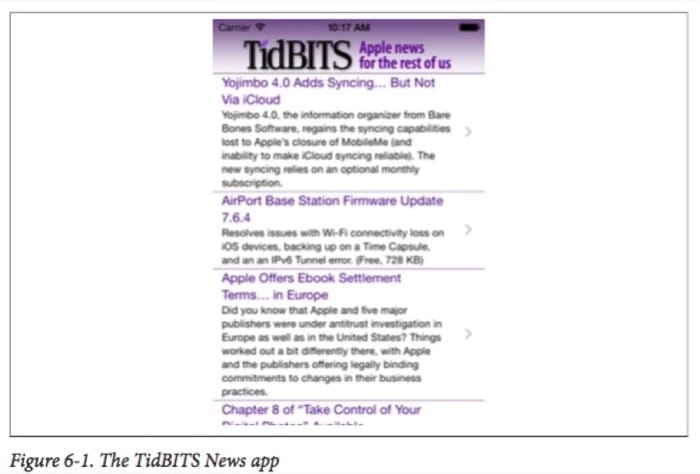 Carrier 10:17 AM
TidBITS Apple news
for the rest of us
Yojimbo 4.0 Adds Syncing... But Not
Via iCloud
Yojimbo 4.0, the information organizer from Bare
Bones Software, regains the syncing capabilities
lost to Apple's closure of MobileMe (and
inability to make iCloud syncing reliable). The
new syncing relies on an optional monthly
subscription.
AirPort Base Station Firmware Update
7.6.4
Resolves issues with Wi-Fi connectivity loss on
iOS devices, backing up on a Time Capsule,
and an an IPv6 Tunnel error. (Free, 728 KB)
Apple Offers Ebook Settlement
Terms... in Europe
Did you know that Apple and five major
publishers were under antitrust investigation in
Europe as well as in the United States? Things
worked out a bit differently there, with Apple
and the publishers offering legally binding
commitments to changes in their business
practices.
Chapter 8 of "Take Control of Your
Figure 6-1. The TidBITS News app